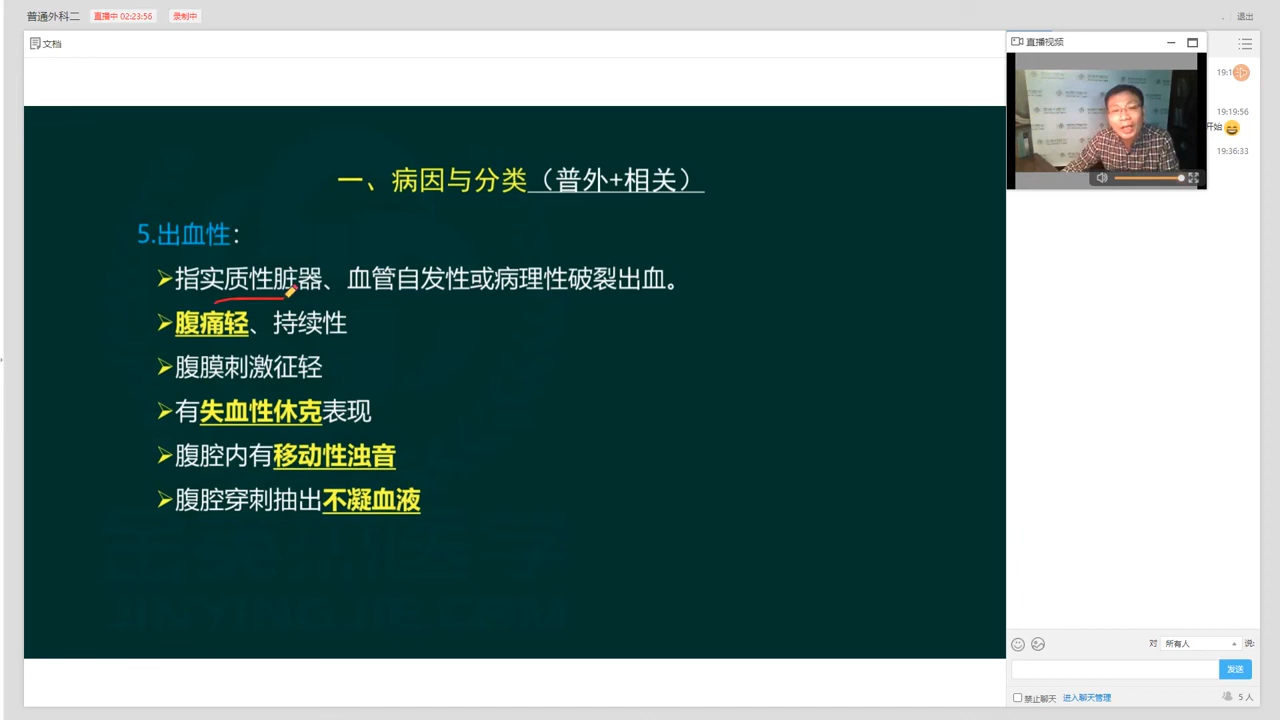 普通外科二 直播中 02:23:56 录制中 退出
文档
直播视频
19:1
19:19:56
开始
19:36:33
一、病因与分类（普外+相关）
5.出血性：
➢指实质性脏器、血管自发性或病理性破裂出血。
➢腹痛轻、持续性
➢腹膜刺激征轻
➢有失血性休克表现
➢腹腔内有移动性浊音
➢腹腔穿刺抽出不凝血液
对 所有人 说:
发送
禁止聊天 进入聊天管理 5 人